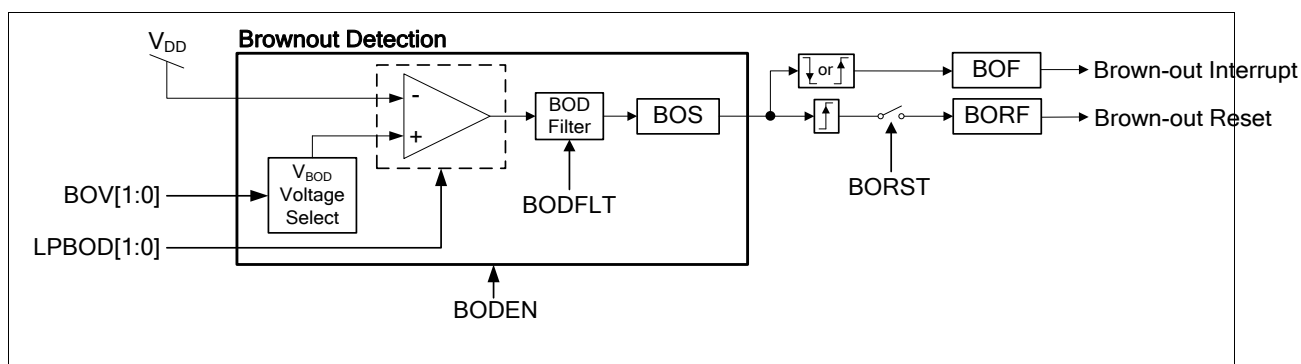 Brownout Detection
VDD
-
+
VBOD
Voltage
Select
BOV[1:0]
LPBOD[1:0]
BOD
Filter
BODFLT
BOS
BODEN
or
BOF
Brown-out Interrupt
BORST
BORF
Brown-out Reset